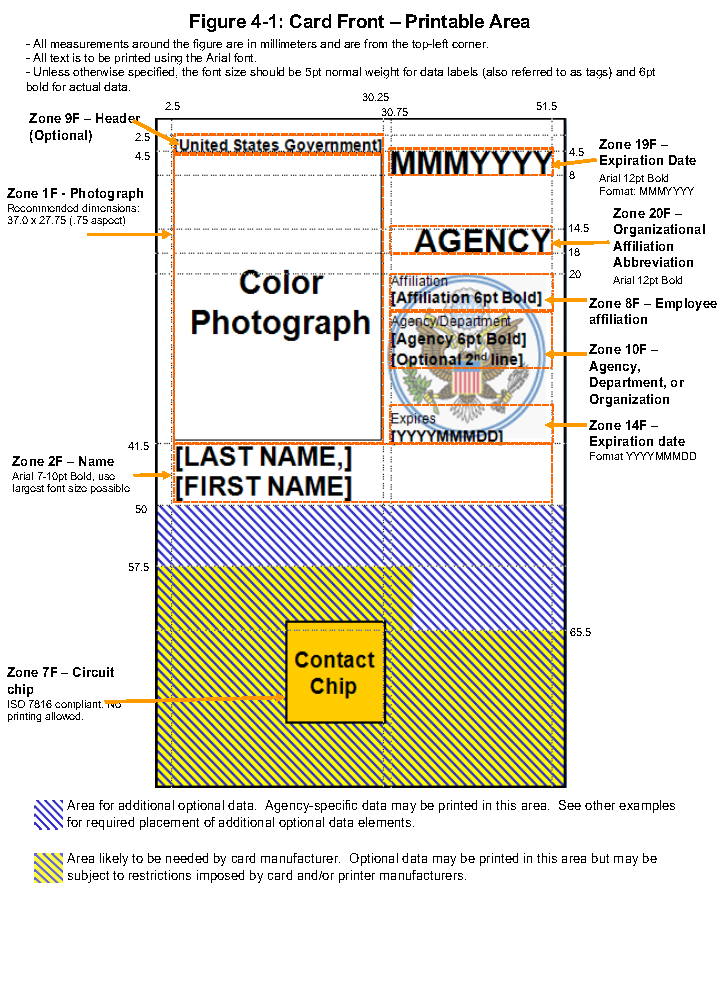 Figure 4-1: Card Front – Printable Area
- All measurements around the figure are in millimeters and are from the top-left corner.
- All text is to be printed using the Arial font.
- Unless otherwise specified, the font size should be 5pt normal weight for data labels (also referred to as tags) and 6pt
bold for actual data.
2.5
30.25
30.75
51.5
Zone 9F – Header
(Optional)
2.5
4.5
[United States Government]
MMMYYYY
4.5
8
Zone 19F –
Expiration Date
Arial 12pt Bold
Format: MMMYYYY
Zone 1F - Photograph
Recommended dimensions:
37.0 x 27.75 (.75 aspect)
AGENCY
14.5
18
Zone 20F –
Organizational
Affiliation
Abbreviation
Arial 12pt Bold
20
Color
Photograph
Affiliation
[Affiliation 6pt Bold]
Zone 8F – Employee
affiliation
Agency/Department
[Agency 6pt Bold]
[Optional 2nd line]
Zone 10F –
Agency,
Department, or
Organization
Expires
[YYYYMMMDD]
Zone 14F –
Expiration date
Format YYYYMMMDD
41.5
Zone 2F – Name
Arial 7-10pt Bold, use
largest font size possible
[LAST NAME,]
[FIRST NAME]
50
57.5
65.5
Contact
Chip
Zone 7F – Circuit
chip
ISO 7816 compliant. No
printing allowed.
Area for additional optional data. Agency-specific data may be printed in this area. See other examples
for required placement of additional optional data elements.
Area likely to be needed by card manufacturer. Optional data may be printed in this area but may be
subject to restrictions imposed by card and/or printer manufacturers.